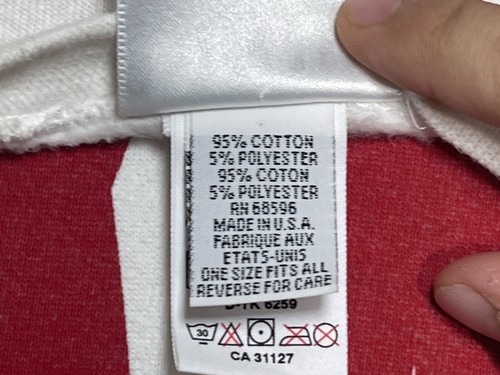 95% COTTON
5% POLYESTER
95% COTON
5% POLYESTER
RN 68596
MADE IN U.S.A.
FABRIQUE AUX
ETATS-UNIS
ONE SIZE FITS ALL
REVERSE FOR CARE
6259
30
CA 31127